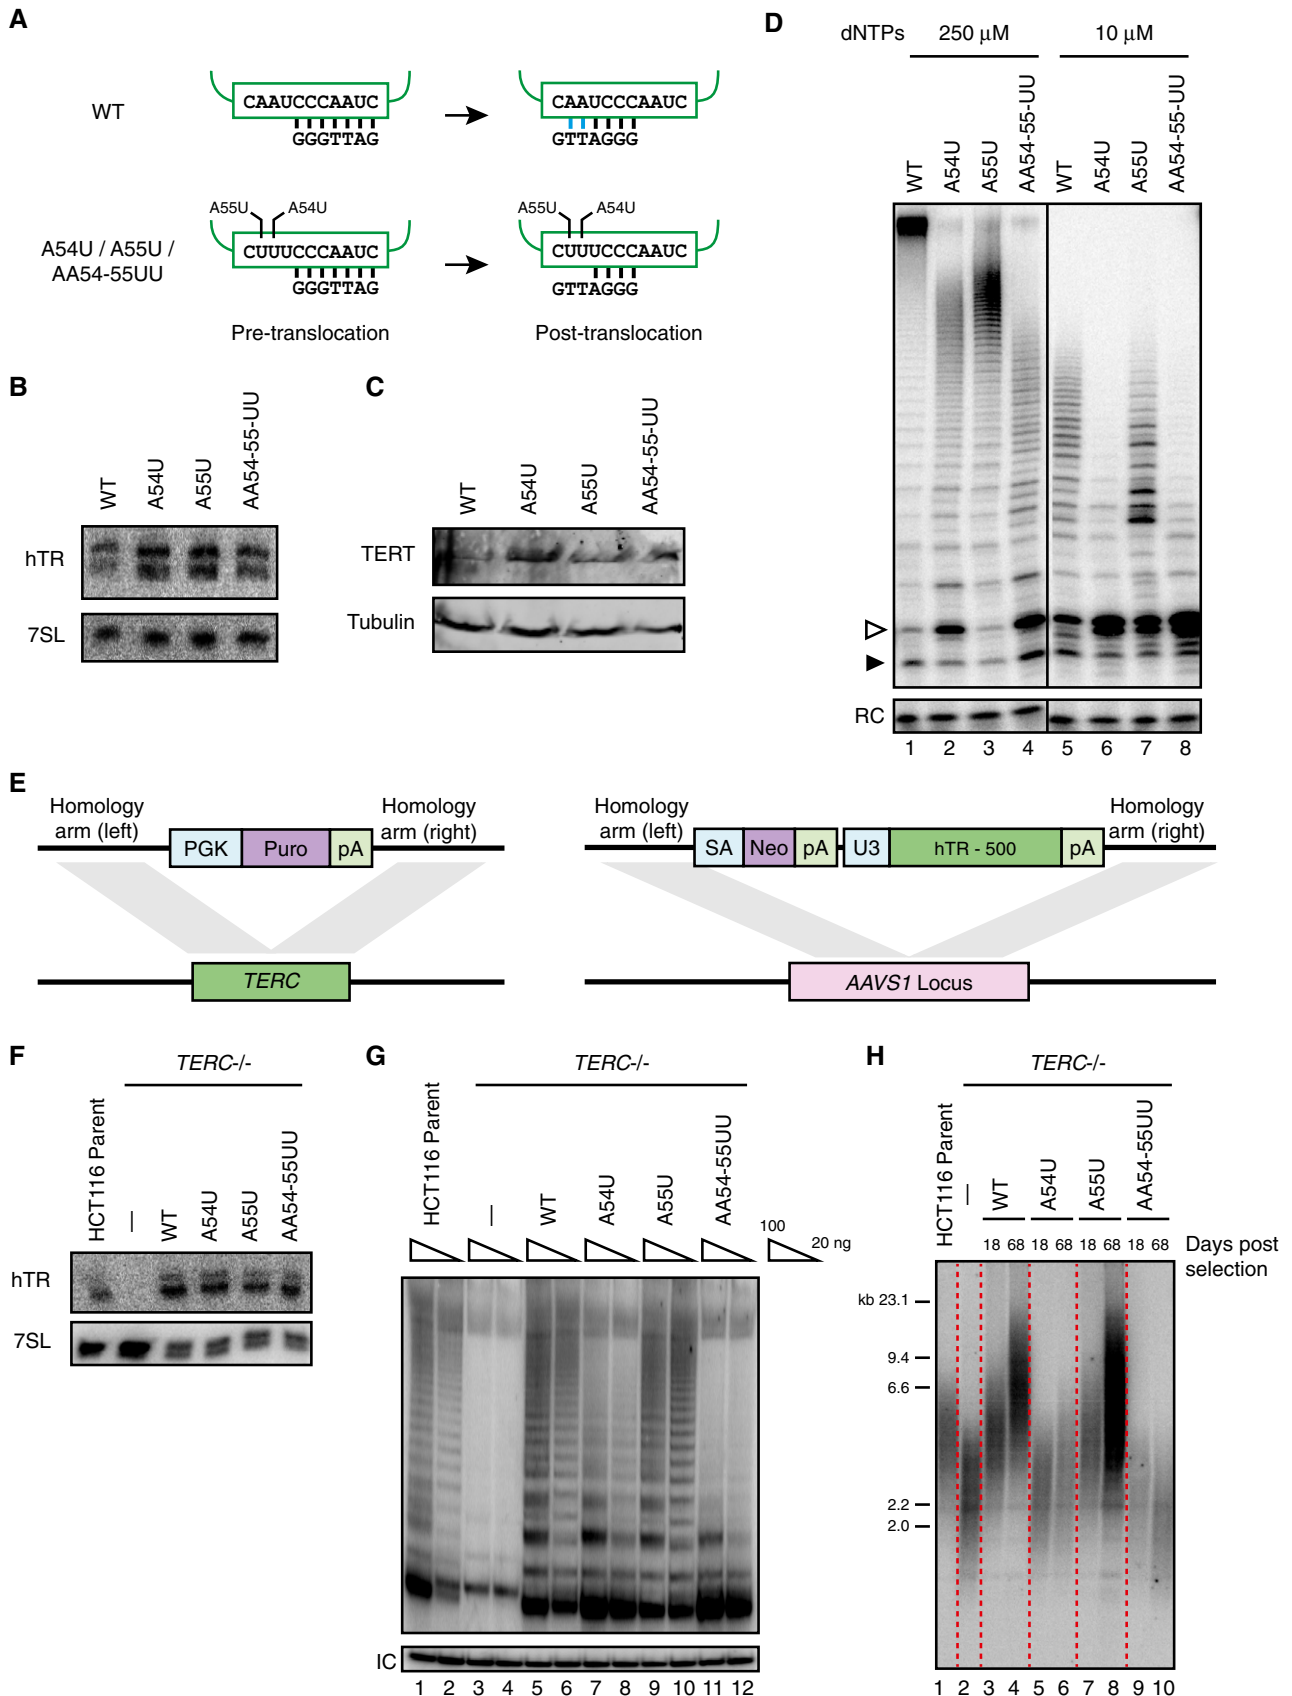 A
WT
CAAUCCCAAUC
GGGTTAG
CAAUCCCAAUC
GTTAGGG
A54U / A55U /
AA54-55UU
A55U A54U
CUUUCCCAAUC
GGGTTAG
A55U A54U
CUUUCCCAAUC
GTTAGGG
Pre-translocation
Post-translocation
B
WT
A54U
A55U
AA54-55-UU
hTR
7SL
C
WT
A54U
A55U
AA54-55-UU
TERT
Tubulin
D
dNTPs 250 µM 10 µM
WT
A54U
A55U
AA54-55-UU
WT
A54U
A55U
AA54-55-UU
RC
1 2 3 4 5 6 7 8
E
Homology
arm (left)
PGK Puro pA
Homology
arm (right)
TERC
Homology
arm (left)
SA Neo pA U3 hTR - 500 pA
Homology
arm (right)
AAVS1 Locus
F
TERC-/-
HCT116 Parent
—
WT
A54U
A55U
AA54-55UU
hTR
7SL
G
TERC-/-
HCT116 Parent
—
WT
A54U
A55U
AA54-55UU
100
20 ng
IC
1 2 3 4 5 6 7 8 9 10 11 12
H
TERC-/-
HCT116 Parent
—
WT
A54U
A55U
AA54-55UU
18 68 18 68 18 68 18 68 Days post
selection
kb 23.1
9.4
6.6
2.2
2.0
1 2 3 4 5 6 7 8 9 10